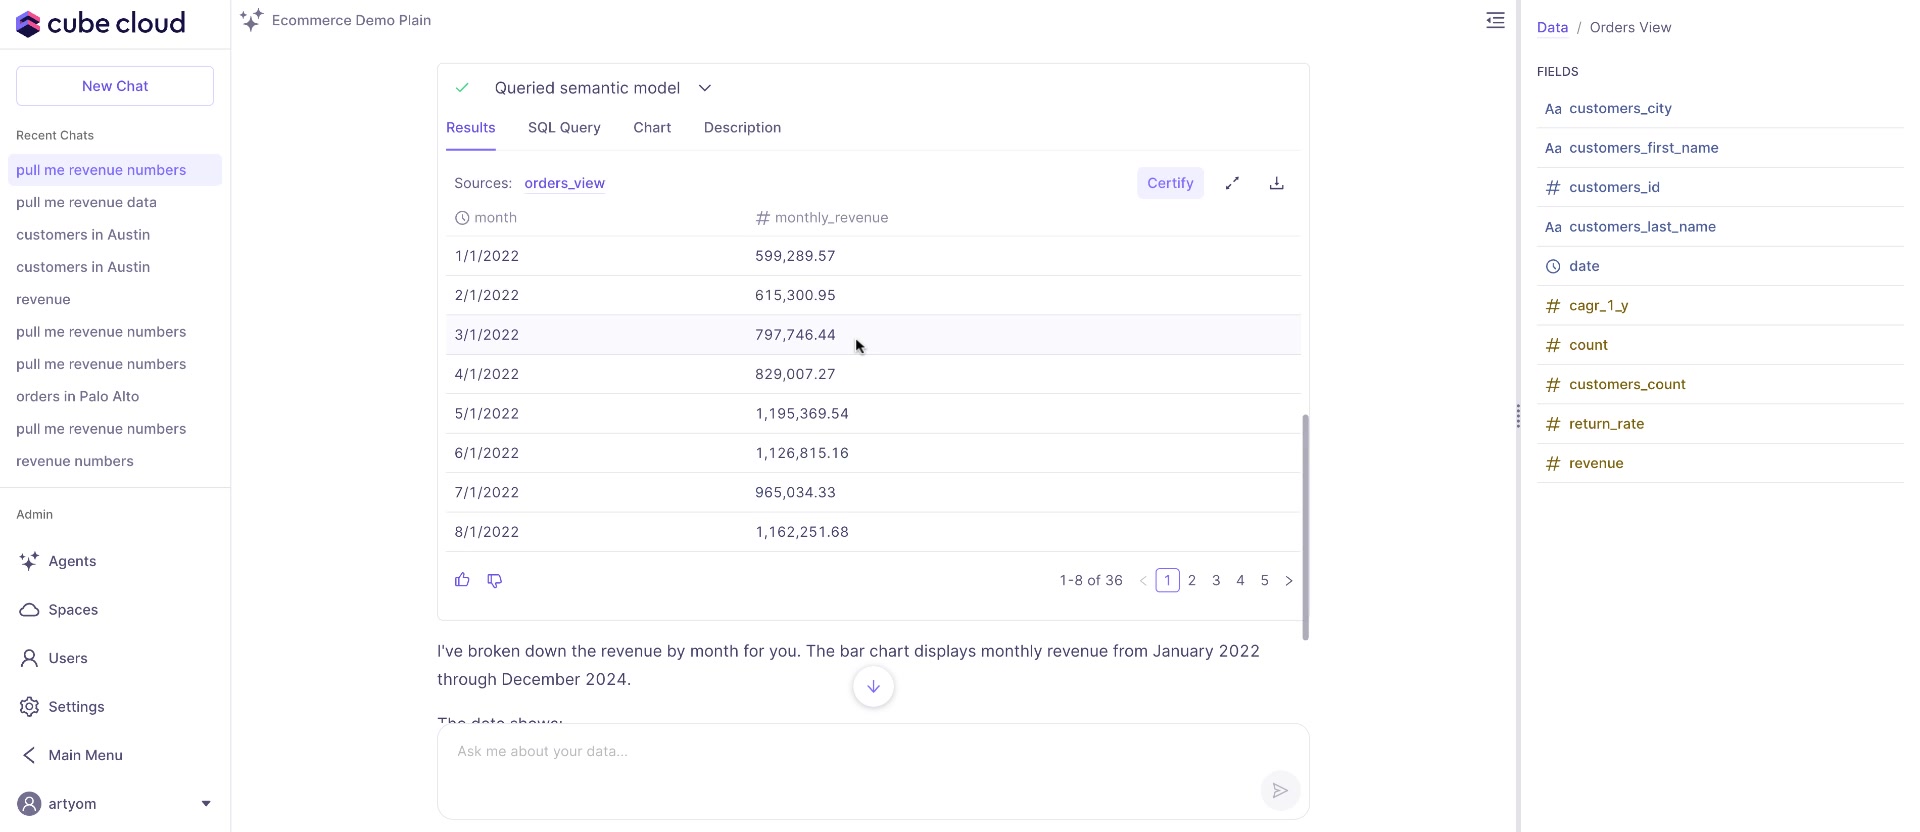 cube cloud
New Chat
Recent Chats
pull me revenue numbers
pull me revenue data
customers in Austin
customers in Austin
revenue
pull me revenue numbers
pull me revenue numbers
orders in Palo Alto
pull me revenue numbers
revenue numbers
Admin
Agents
Spaces
Users
Settings
Main Menu
artyom
Ecommerce Demo Plain
Queried semantic model
Results SQL Query Chart Description
Sources: orders_view Certify
month # monthly_revenue
1/1/2022 599,289.57
2/1/2022 615,300.95
3/1/2022 797,746.44
4/1/2022 829,007.27
5/1/2022 1,195,369.54
6/1/2022 1,126,815.16
7/1/2022 965,034.33
8/1/2022 1,162,251.68
1-8 of 36 < 1 2 3 4 5 >
I've broken down the revenue by month for you. The bar chart displays monthly revenue from January 2022
through December 2024.
The data shows:
Ask me about your data...
Data / Orders View
FIELDS
Aa customers_city
Aa customers_first_name
# customers_id
Aa customers_last_name
date
# cagr_1_y
# count
# customers_count
# return_rate
# revenue